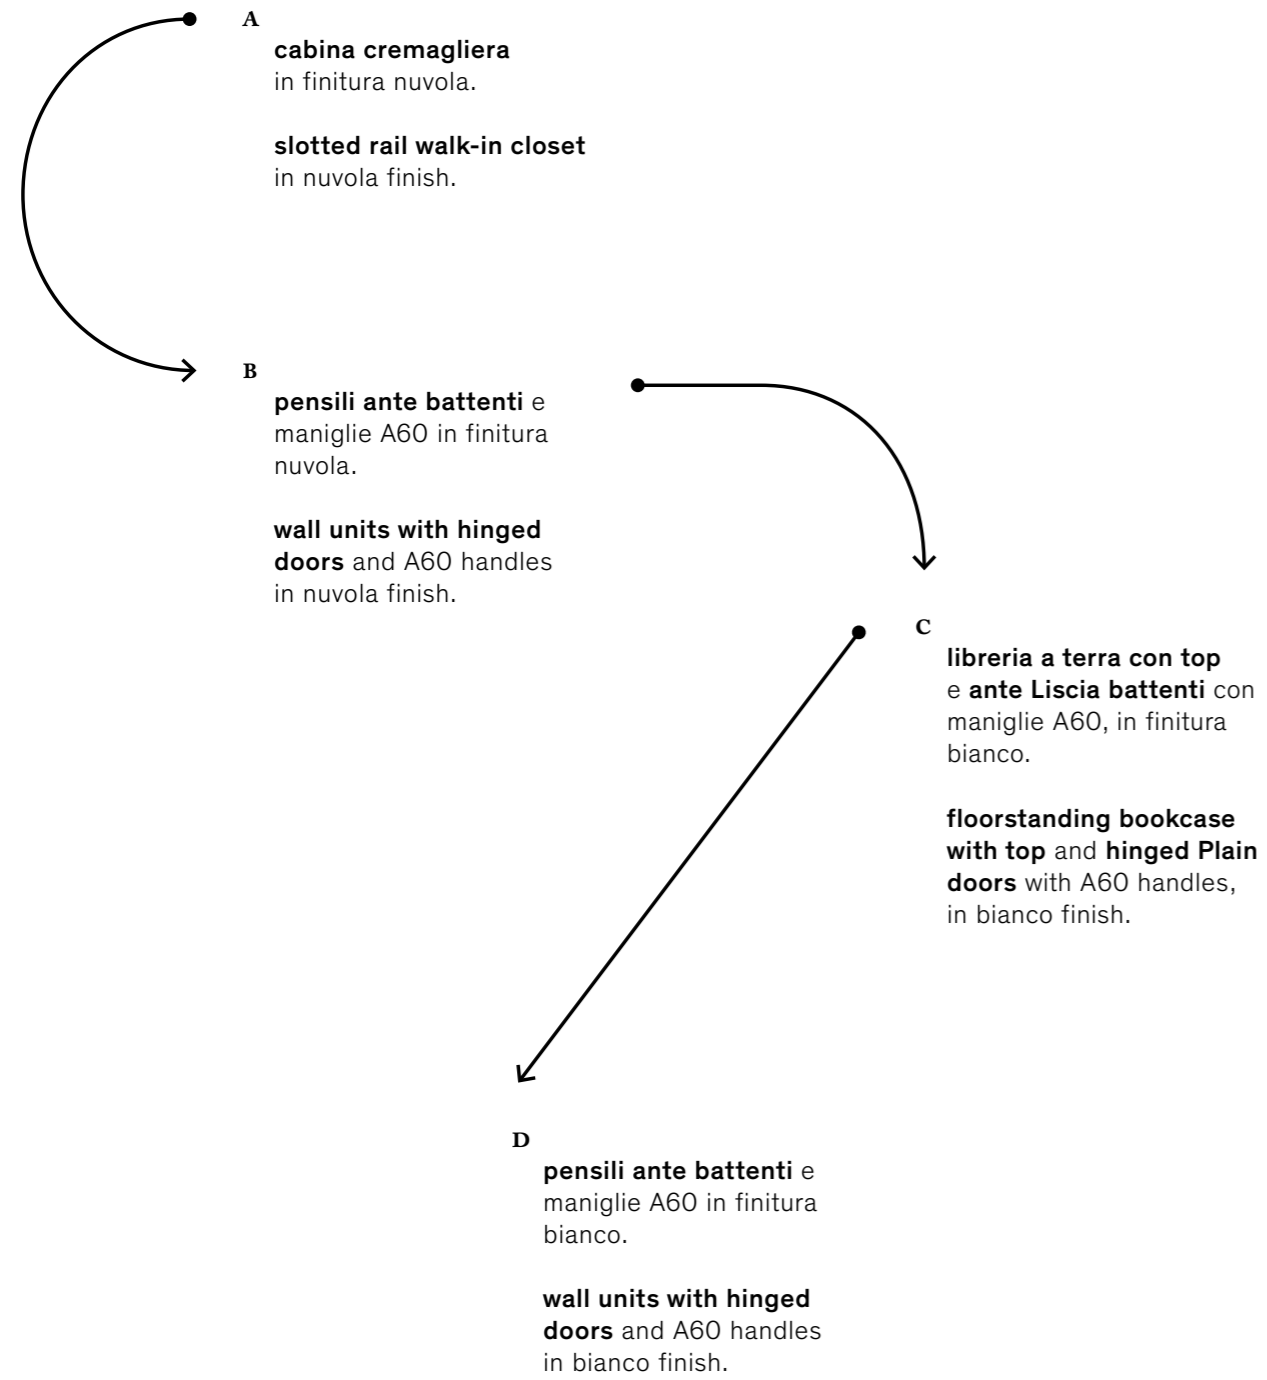 A
cabina cremagliera
in finitura nuvola.
slotted rail walk-in closet
in nuvola finish.
B
pensili ante battenti e
maniglie A60 in finitura
nuvola.
wall units with hinged
doors and A60 handles
in nuvola finish.
C
libreria a terra con top
e ante Liscia battenti con
maniglie A60, in finitura
bianco.
floorstanding bookcase
with top and hinged Plain
doors with A60 handles,
in bianco finish.
D
pensili ante battenti e
maniglie A60 in finitura
bianco.
wall units with hinged
doors and A60 handles
in bianco finish.